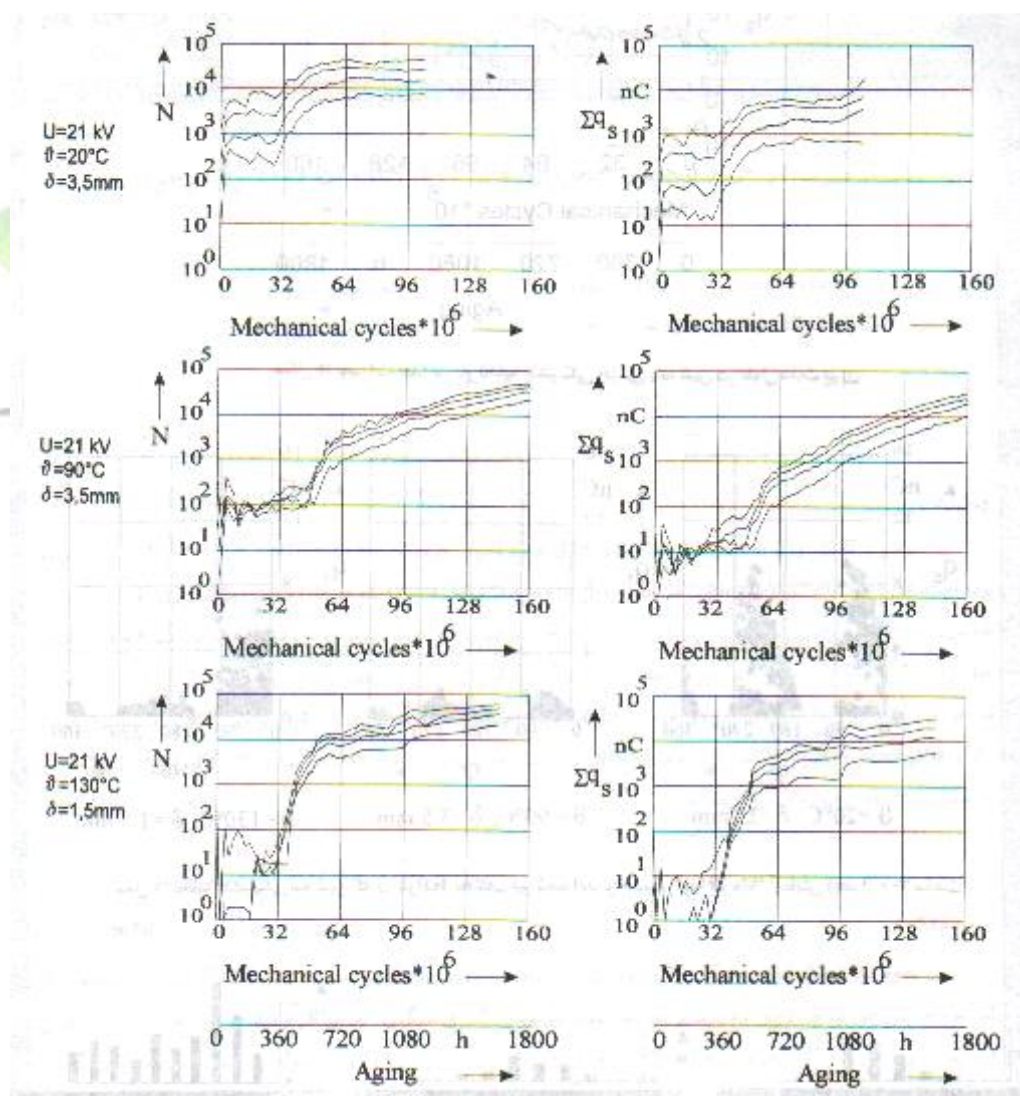 10^5
10^4
N
10^3
10^2
10^1
10^0
U=21 kV
ϑ=20°C
δ=3,5mm
0 32 64 96 128 160
Mechanical cycles*10^6
10^5
nC
Σq_s 10^3
10^2
10^1
10^0
0 32 64 96 128 160
Mechanical cycles*10^6
10^5
10^4
N
10^3
10^2
10^1
10^0
U=21 kV
ϑ=90°C
δ=3,5mm
0 32 64 96 128 160
Mechanical cycles*10^6
10^5
nC
Σq_s 10^3
10^2
10^1
10^0
0 32 64 96 128 160
Mechanical cycles*10^6
10^5
10^4
N
10^3
10^2
10^1
10^0
U=21 kV
ϑ=130°C
δ=1,5mm
0 32 64 96 128 160
Mechanical cycles*10^6
0 360 720 1080 h 1800
Aging
10^5
nC
Σq_s 10^3
10^2
10^1
10^0
0 32 64 96 128 160
Mechanical cycles*10^6
0 360 720 1080 h 1800
Aging